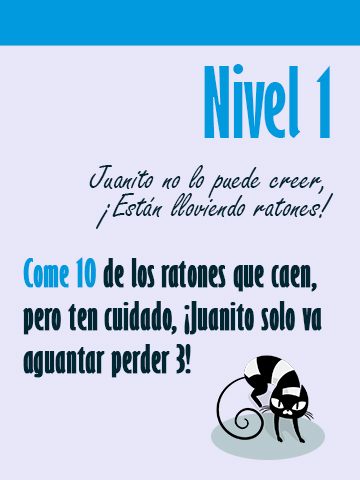 Nivel 1
Juanito no lo puede creer,
¡Están lloviendo ratones!
Come 10 de los ratones que caen,
pero ten cuidado, ¡Juanito solo va
aguantar perder 3!